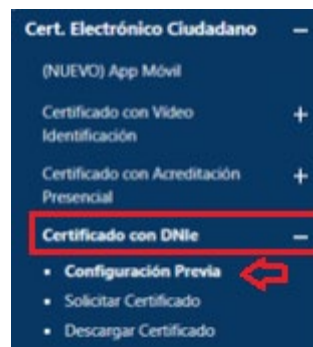 Cert. Electrónico Ciudadano –
(NUEVO) App Móvil
Certificado con Vídeo +
Identificación
Certificado con Acreditación +
Presencial
Certificado con DNIe –
▪ Configuración Previa
▪ Solicitar Certificado
▪ Descargar Certificado